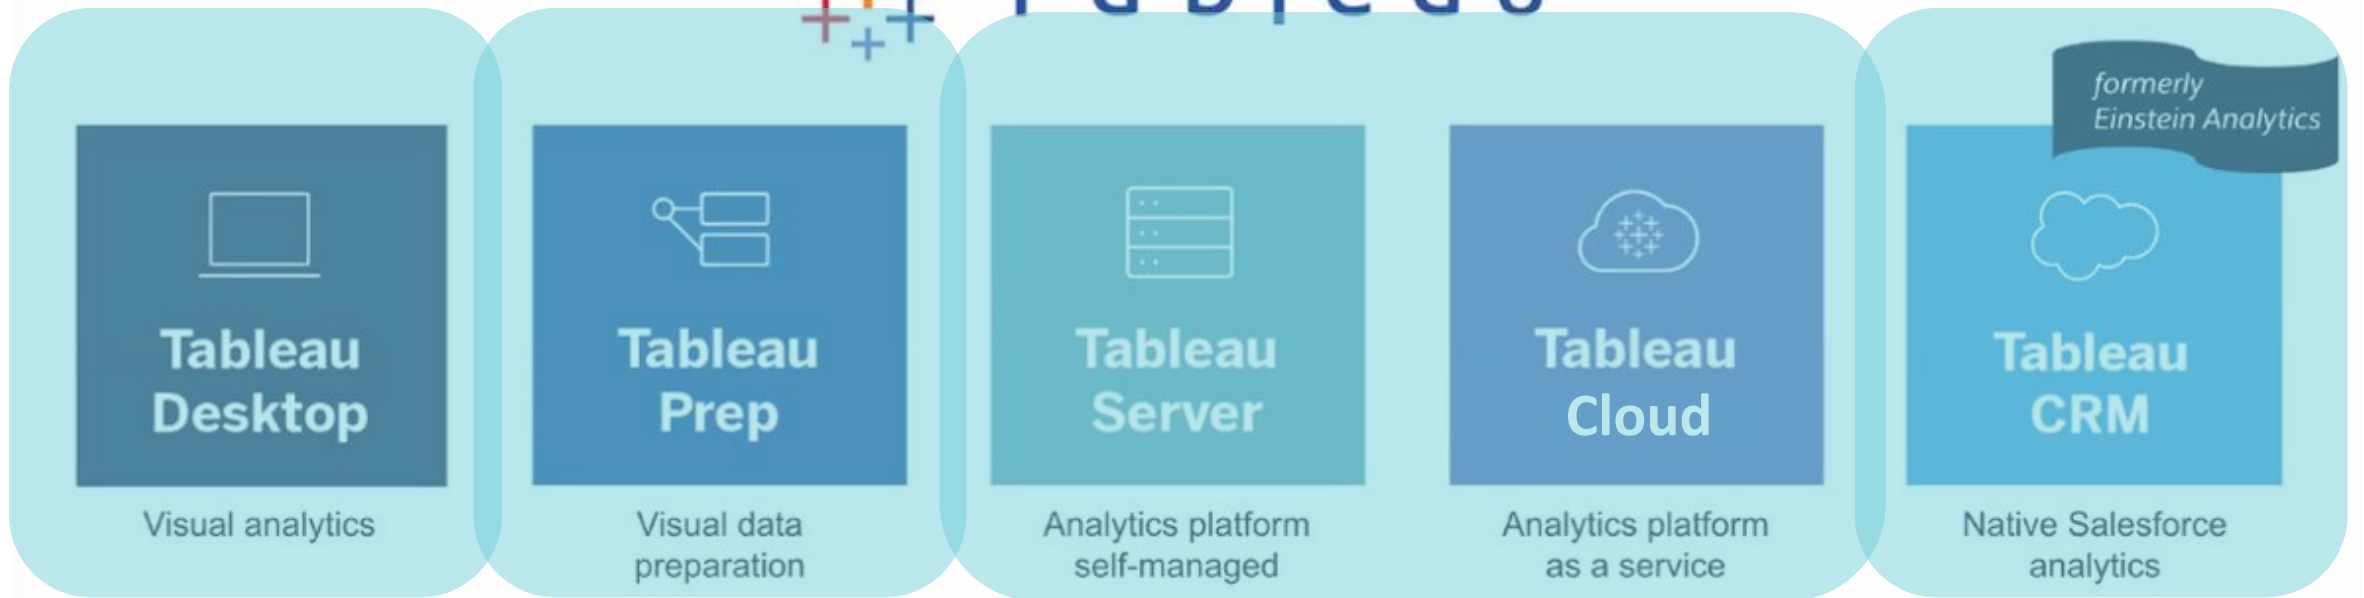 formerly
Einstein Analytics
Tableau
Desktop
Visual analytics
Tableau
Prep
Visual data
preparation
Tableau
Server
Analytics platform
self-managed
Tableau
Cloud
Analytics platform
as a service
Tableau
CRM
Native Salesforce
analytics